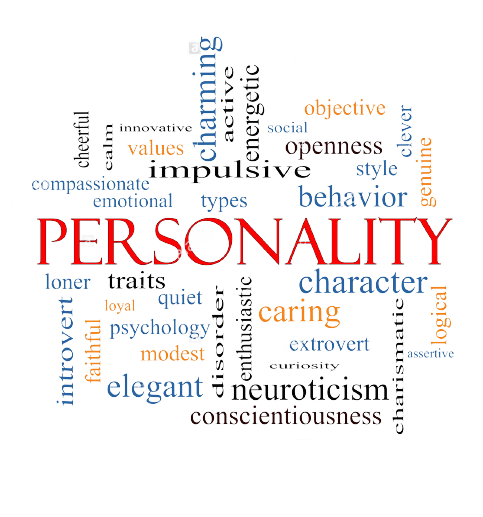 charming
active
energetic
objective
cheerful
calm
innovative
values
social
openness
clever
genuine
impulsive
style
compassionate
emotional
types
behavior
PERSONALITY
loner
traits
character
introvert
loyal
quiet
disorder
enthusiastic
caring
charismatic
logical
faithful
psychology
modest
extrovert
assertive
curiosity
elegant
neuroticism
conscientiousness